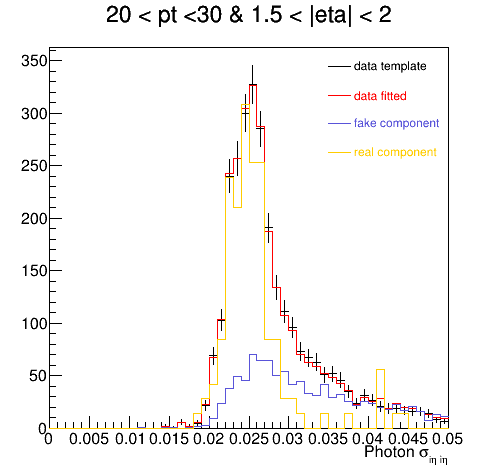 20 < pt <30 & 1.5 < |eta| < 2
data template
data fitted
fake component
real component
350
300
250
200
150
100
50
0
0 0.005 0.01 0.015 0.02 0.025 0.03 0.035 0.04 0.045 0.05
Photon σiη iη